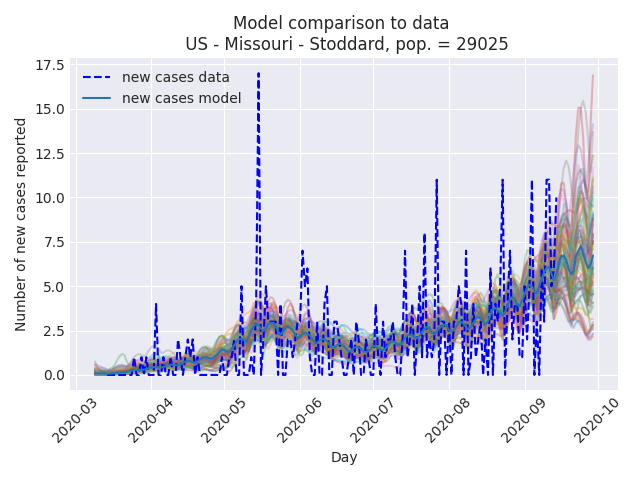 Model comparison to data
US - Missouri - Stoddard, pop. = 29025
new cases data
new cases model
Number of new cases reported
17.5
15.0
12.5
10.0
7.5
5.0
2.5
0.0
2020-03
2020-04
2020-05
2020-06
2020-07
2020-08
2020-09
2020-10
Day